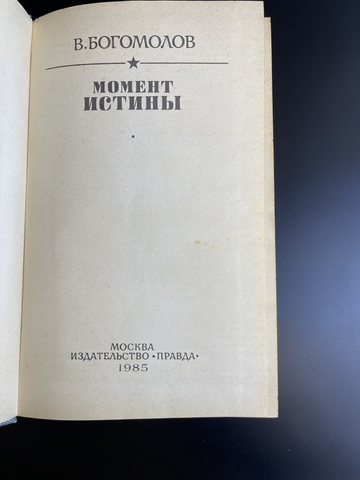 В. БОГОМОЛОВ
МОМЕНТ
ИСТИНЫ
МОСКВА
ИЗДАТЕЛЬСТВО «ПРАВДА»
1985